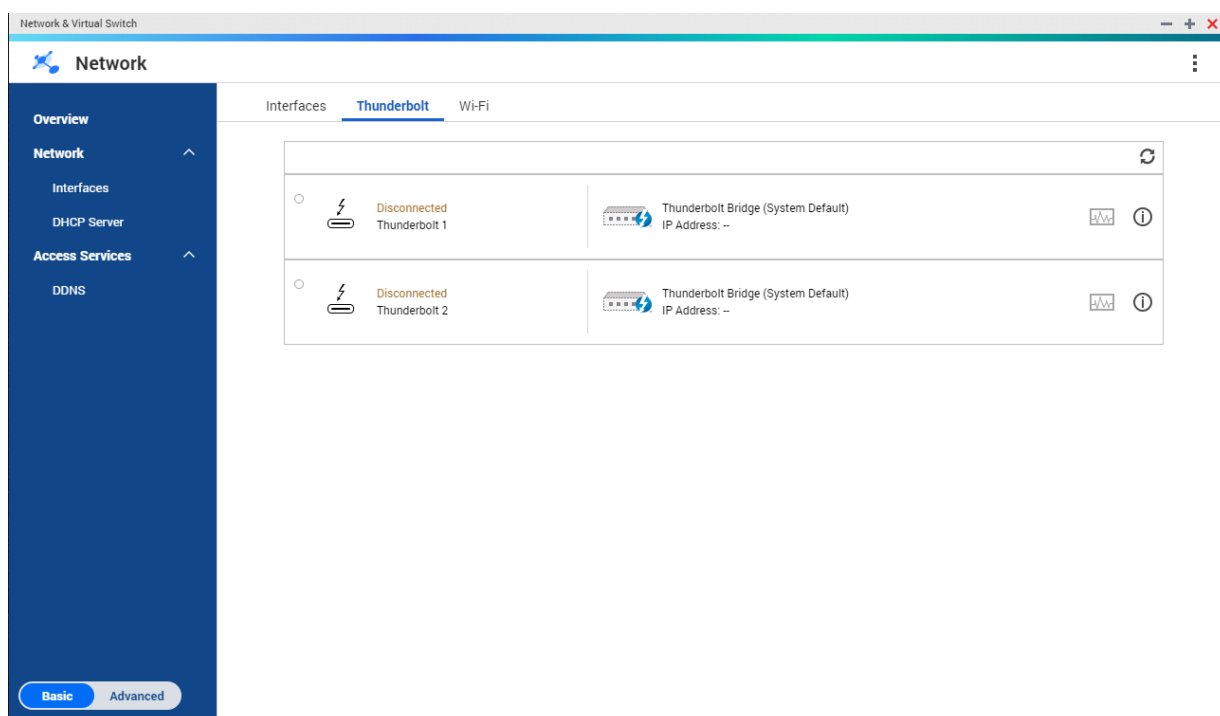 Network & Virtual Switch
Network
Overview
Network
Interfaces
DHCP Server
Access Services
DDNS
Basic Advanced
Interfaces Thunderbolt Wi-Fi
Disconnected
Thunderbolt 1
Thunderbolt Bridge (System Default)
IP Address: --
Disconnected
Thunderbolt 2
Thunderbolt Bridge (System Default)
IP Address: --